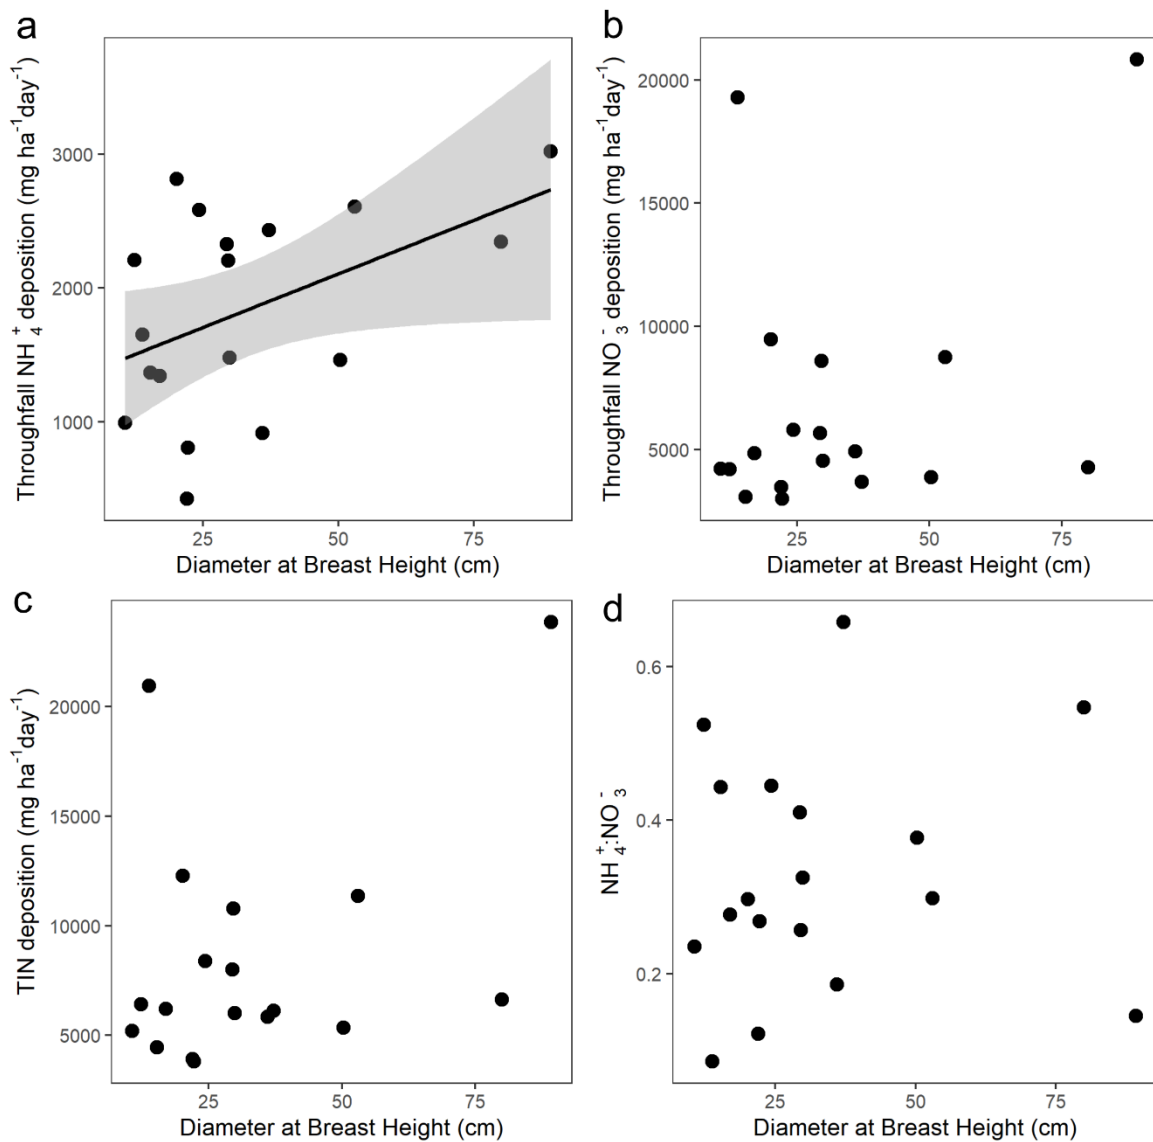 a
Throughfall NH₄⁺ deposition (mg ha⁻¹day⁻¹)
3000
2000
1000
25 50 75
Diameter at Breast Height (cm)
b
Throughfall NO₃⁻ deposition (mg ha⁻¹day⁻¹)
20000
15000
10000
5000
25 50 75
Diameter at Breast Height (cm)
c
TIN deposition (mg ha⁻¹day⁻¹)
20000
15000
10000
5000
25 50 75
Diameter at Breast Height (cm)
d
NH₄⁺:NO₃⁻
0.6
0.4
0.2
25 50 75
Diameter at Breast Height (cm)